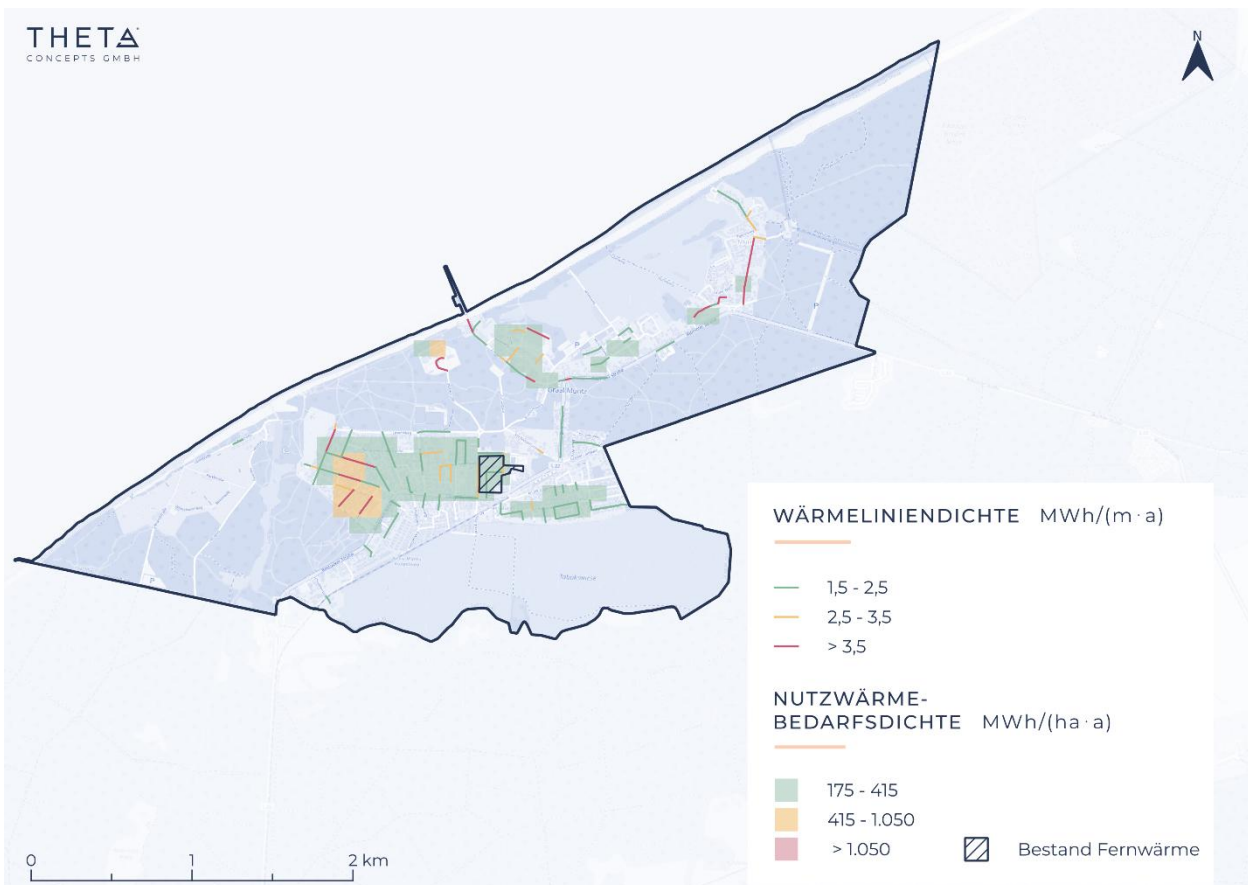 THETA
CONCEPTS GMBH
N
P
P
P
WÄRMELINIENDICHTE MWh/(m·a)
1,5 - 2,5
2,5 - 3,5
> 3,5
NUTZWÄRME-
BEDARFSDICHTE MWh/(ha·a)
175 - 415
415 - 1.050
> 1.050
Bestand Fernwärme
0 1 2 km